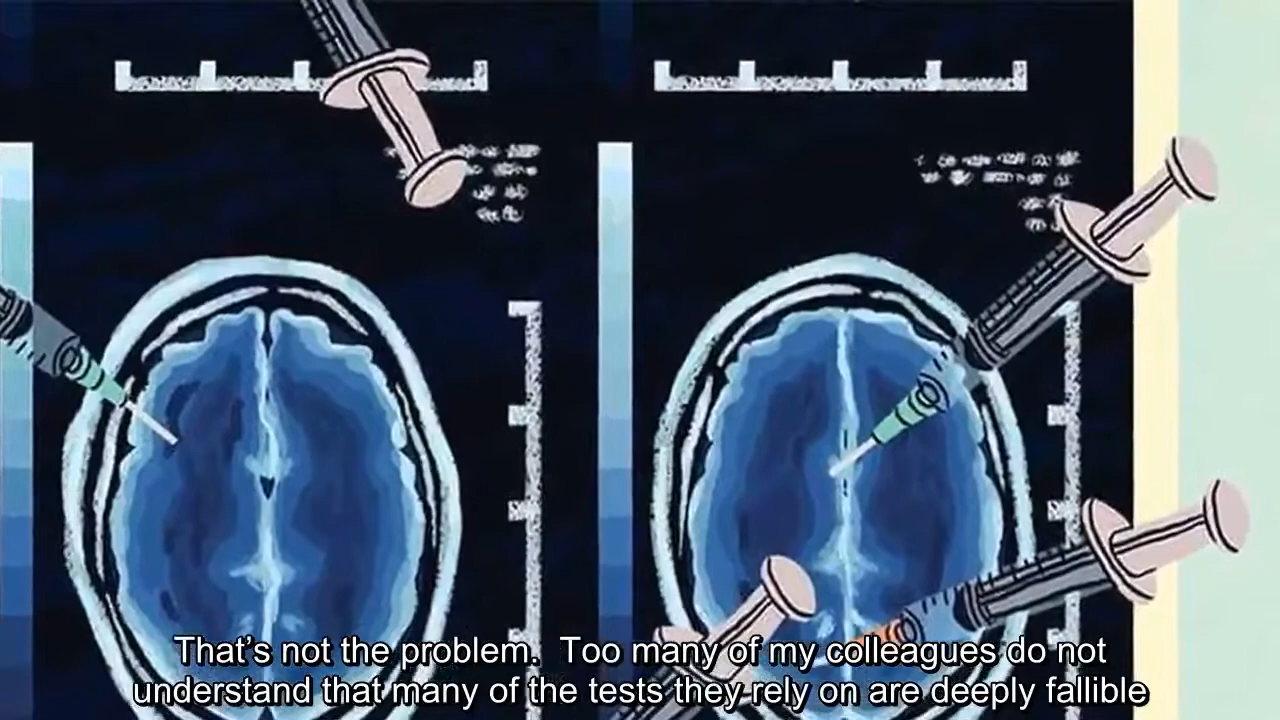 That's not the problem.  Too many of my colleagues do not
understand that many of the tests they rely on are deeply fallible